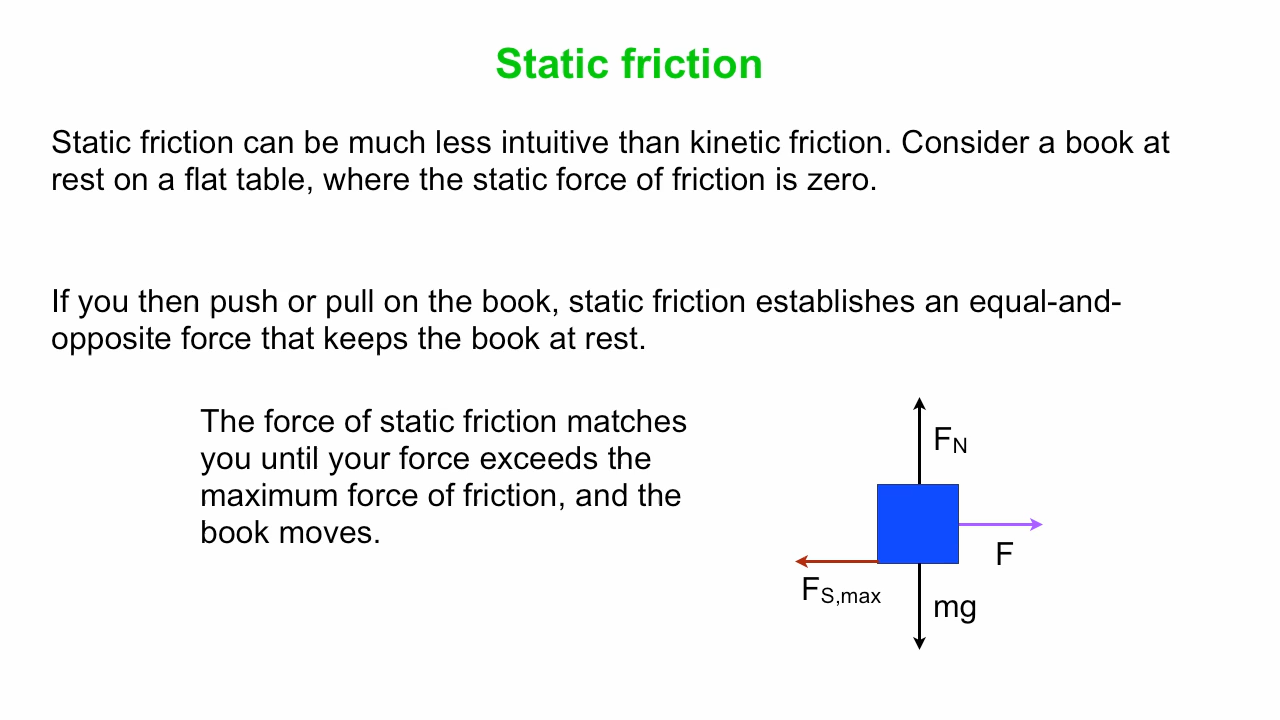 Static friction
Static friction can be much less intuitive than kinetic friction. Consider a book at
rest on a flat table, where the static force of friction is zero.
If you then push or pull on the book, static friction establishes an equal-and-
opposite force that keeps the book at rest.
The force of static friction matches
you until your force exceeds the
maximum force of friction, and the
book moves.
FN
F
FS,max
mg